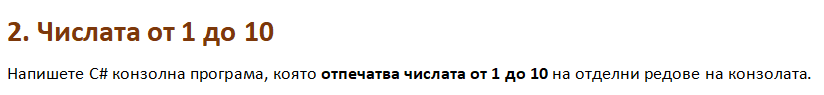 2. Числата от 1 до 10
Напишете C# конзолна програма, която отпечатва числата от 1 до 10 на отделни редове на конзолата.